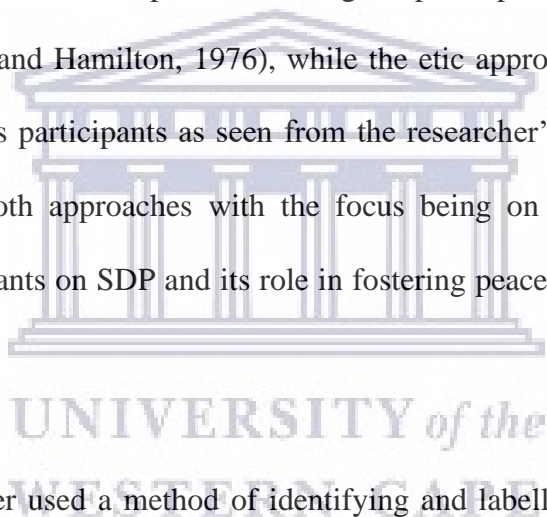 and Hamilton, 1976), while the etic appro
s participants as seen from the researcher’
oth approaches with the focus being on
ants on SDP and its role in fostering peace
UNIVERSITY of the
WESTERN CAPE
er used a method of identifying and labell